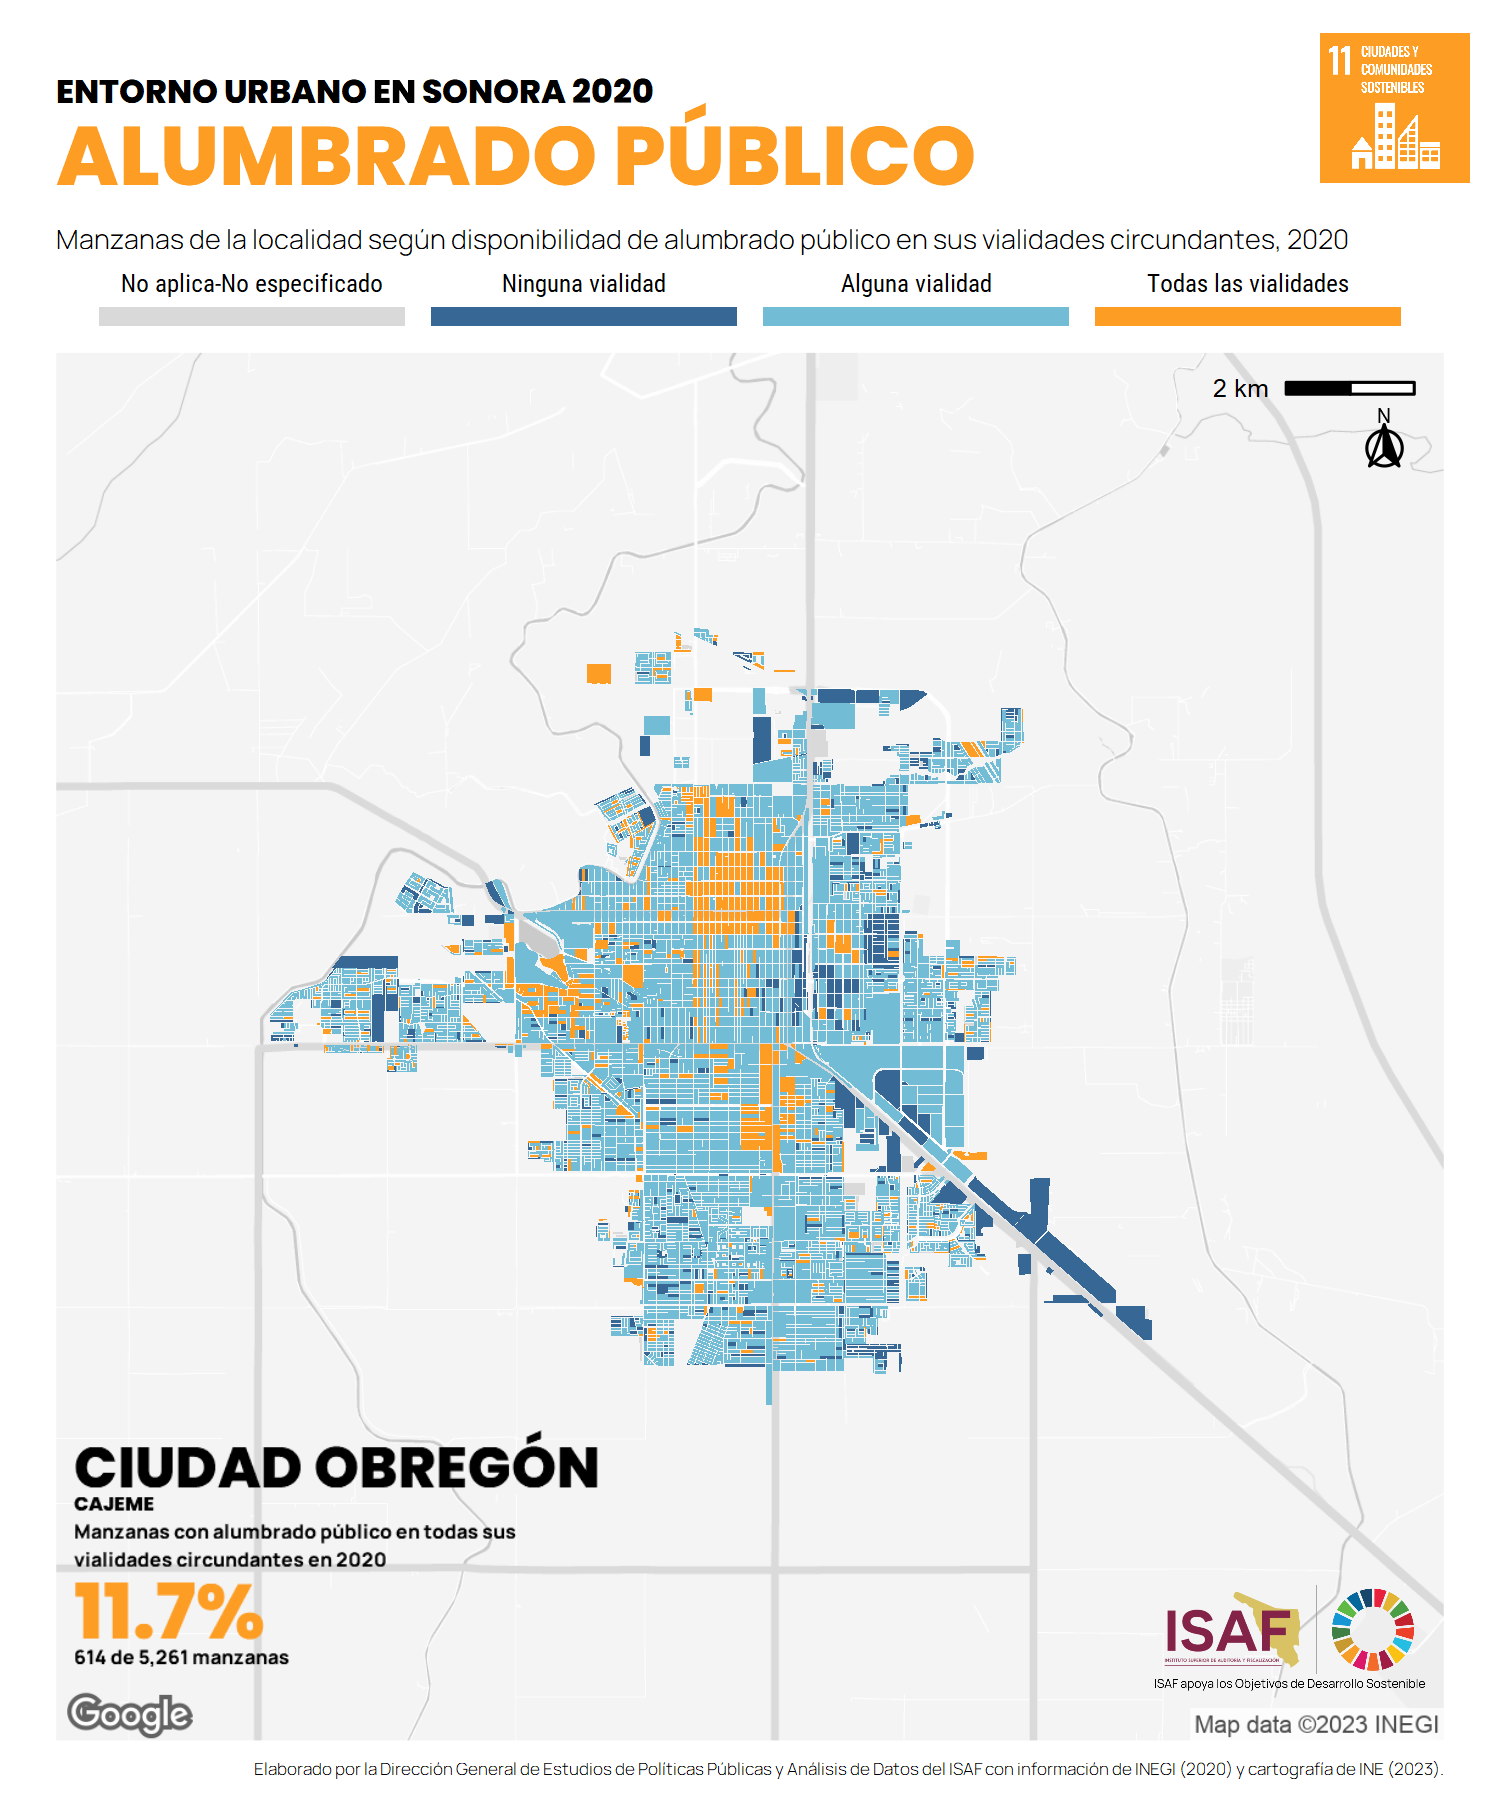 11 CIUDADES Y
COMUNIDADES
SOSTENIBLES
ENTORNO URBANO EN SONORA 2020
ALUMBRADO PÚBLICO
Manzanas de la localidad según disponibilidad de alumbrado público en sus vialidades circundantes, 2020
No aplica-No especificado Ninguna vialidad Alguna vialidad Todas las vialidades
2 km
N
CIUDAD OBREGÓN
CAJEME
Manzanas con alumbrado público en todas sus
vialidades circundantes en 2020
11.7%
614 de 5,261 manzanas
Google
ISAF
INSTITUTO SUPERIOR DE AUDITORÍA Y FISCALIZACIÓN
ISAF apoya los Objetivos de Desarrollo Sostenible
Map data ©2023 INEGI
Elaborado por la Dirección General de Estudios de Políticas Públicas y Análisis de Datos del ISAF con información de INEGI (2020) y cartografía de INE (2023).